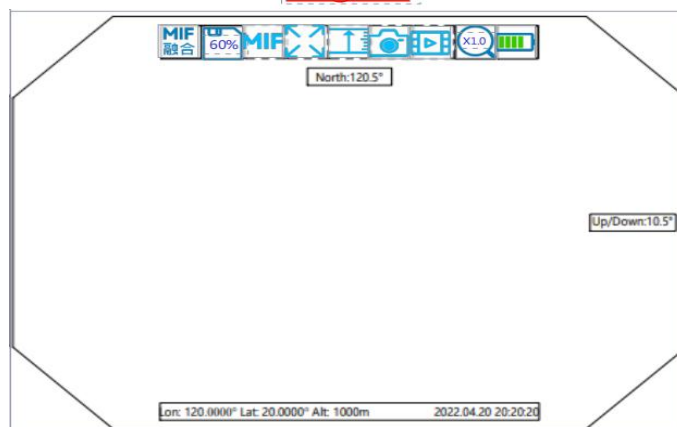 MIF 60% MIF X1.0
融合
North:120.5°
Up/Down:10.5°
Lon: 120.0000° Lat: 20.0000° Alt: 1000m 2022.04.20 20:20:20